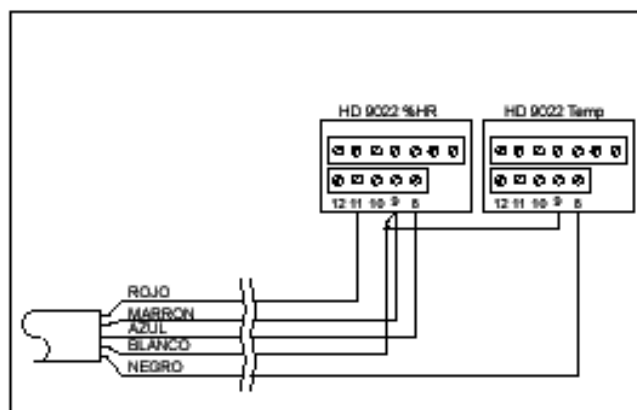 HD 9022 %HR
HD 9022 Temp
12 11 10 9 8
12 11 10 9 8
ROJO
MARRON
AZUL
BLANCO
NEGRO